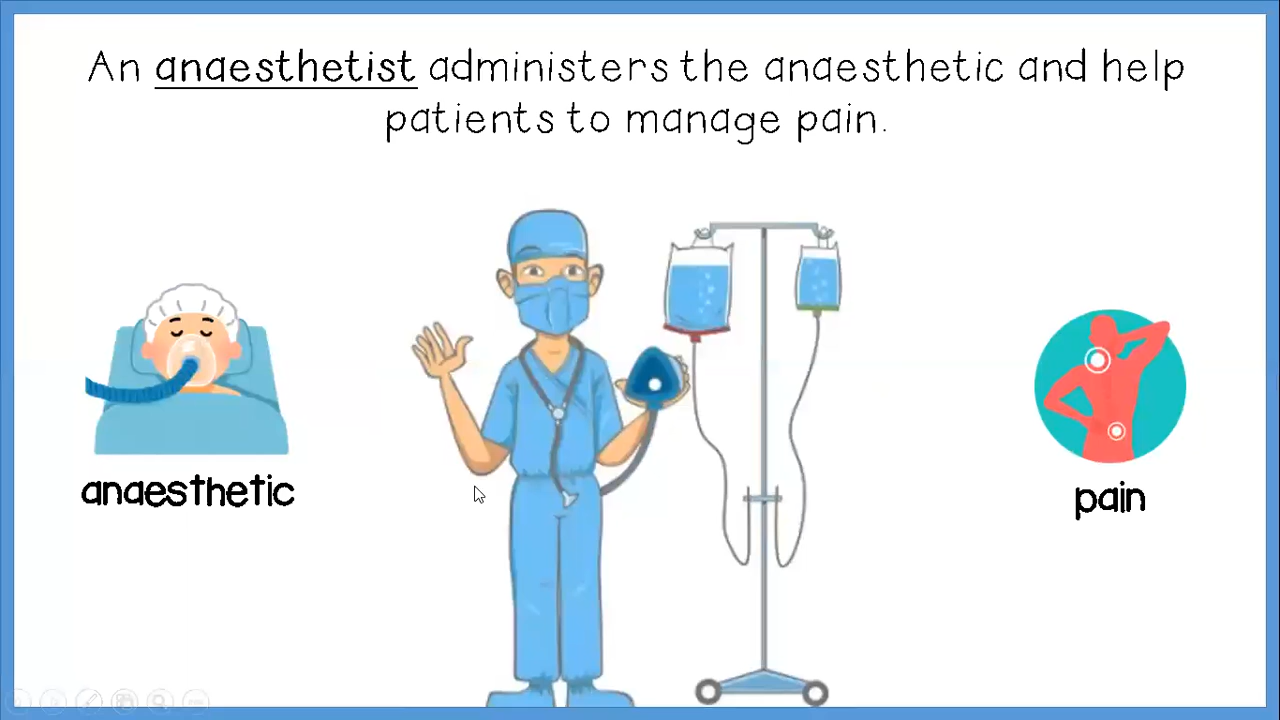 An anaesthetist administers the anaesthetic and help
patients to manage pain.
anaesthetic
pain